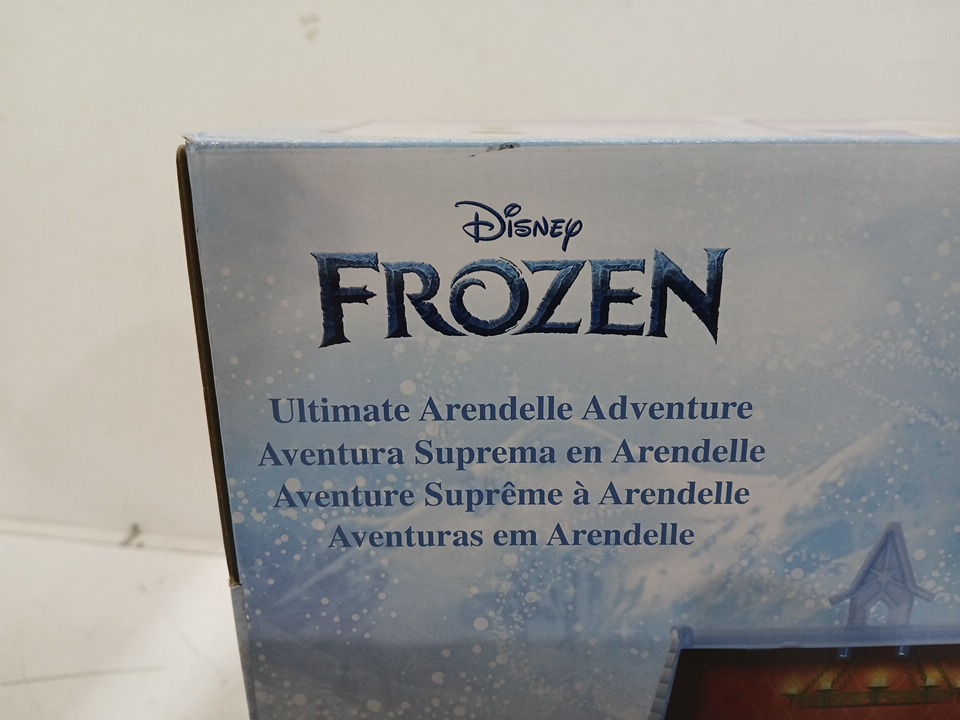 Disney
FROZEN
Ultimate Arendelle Adventure
Aventura Suprema en Arendelle
Aventure Suprême à Arendelle
Aventuras em Arendelle